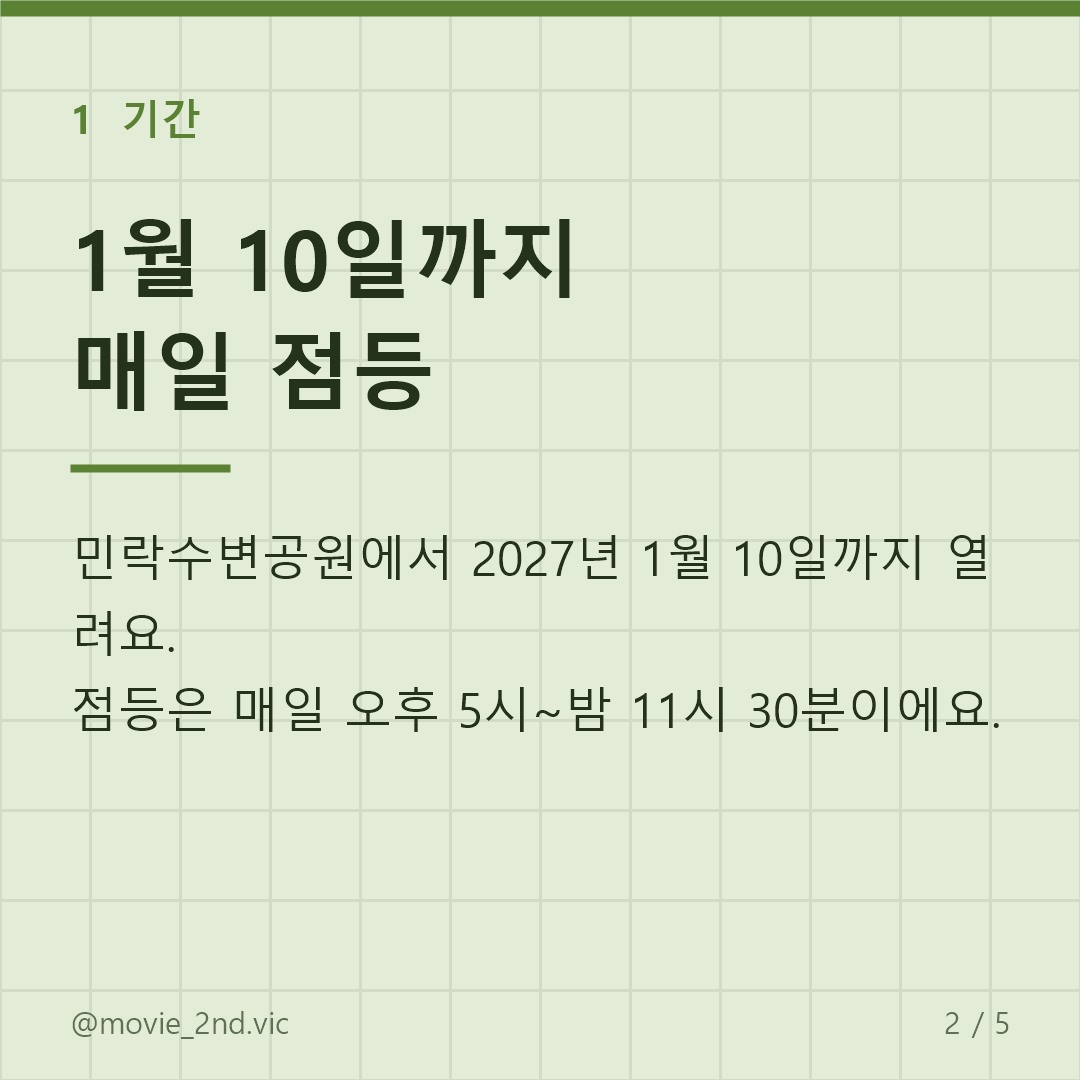 1 기간
1월 10일까지
매일 점등
민락수변공원에서 2027년 1월 10일까지 열
려요.
점등은 매일 오후 5시~밤 11시 30분이에요.
@movie_2nd.vic
2 / 5